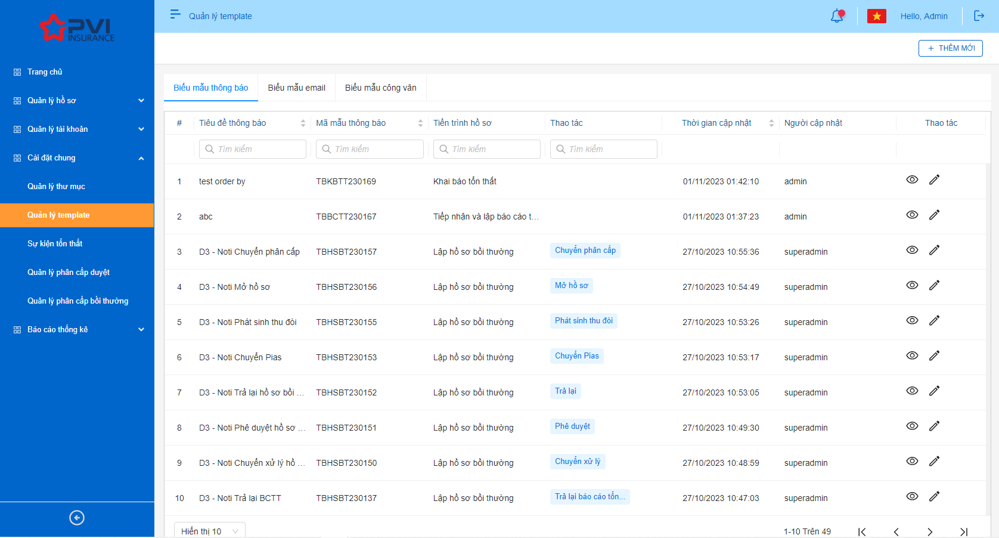 PVI
INSURANCE
Trang chủ
Quản lý hồ sơ
Quản lý tài khoản
Cài đặt chung
Quản lý thư mục
Quản lý template
Sự kiện tổn thất
Quản lý phân cấp duyệt
Quản lý phân cấp bồi thường
Báo cáo thống kê
Quản lý template
Hello, Admin
+ THÊM MỚI
Biểu mẫu thông báo Biểu mẫu email Biểu mẫu công văn
# Tiêu đề thông báo Mã mẫu thông báo Tiến trình hồ sơ Thao tác Thời gian cập nhật Người cập nhật Thao tác
Tìm kiếm Tìm kiếm Tìm kiếm Tìm kiếm
1 test order by TBKBTT230169 Khai báo tổn thất 01/11/2023 01:42:10 admin
2 abc TBBCTT230167 Tiếp nhận và lập báo cáo t... 01/11/2023 01:37:23 admin
3 D3 - Noti Chuyển phân cấp TBHSBT230157 Lập hồ sơ bồi thường Chuyển phân cấp 27/10/2023 10:55:36 superadmin
4 D3 - Noti Mở hồ sơ TBHSBT230156 Lập hồ sơ bồi thường Mở hồ sơ 27/10/2023 10:54:49 superadmin
5 D3 - Noti Phát sinh thu đòi TBHSBT230155 Lập hồ sơ bồi thường Phát sinh thu đòi 27/10/2023 10:53:26 superadmin
6 D3 - Noti Chuyển Pias TBHSBT230153 Lập hồ sơ bồi thường Chuyển Pias 27/10/2023 10:53:17 superadmin
7 D3 - Noti Trả lại hồ sơ bồi ... TBHSBT230152 Lập hồ sơ bồi thường Trả lại 27/10/2023 10:53:05 superadmin
8 D3 - Noti Phê duyệt hồ sơ ... TBHSBT230151 Lập hồ sơ bồi thường Phê duyệt 27/10/2023 10:49:30 superadmin
9 D3 - Noti Chuyển xử lý hồ ... TBHSBT230150 Lập hồ sơ bồi thường Chuyển xử lý 27/10/2023 10:48:59 superadmin
10 D3 - Noti Trả lại BCTT TBHSBT230137 Lập hồ sơ bồi thường Trả lại báo cáo tổn... 27/10/2023 10:47:03 superadmin
Hiển thị 10
1-10 Trên 49